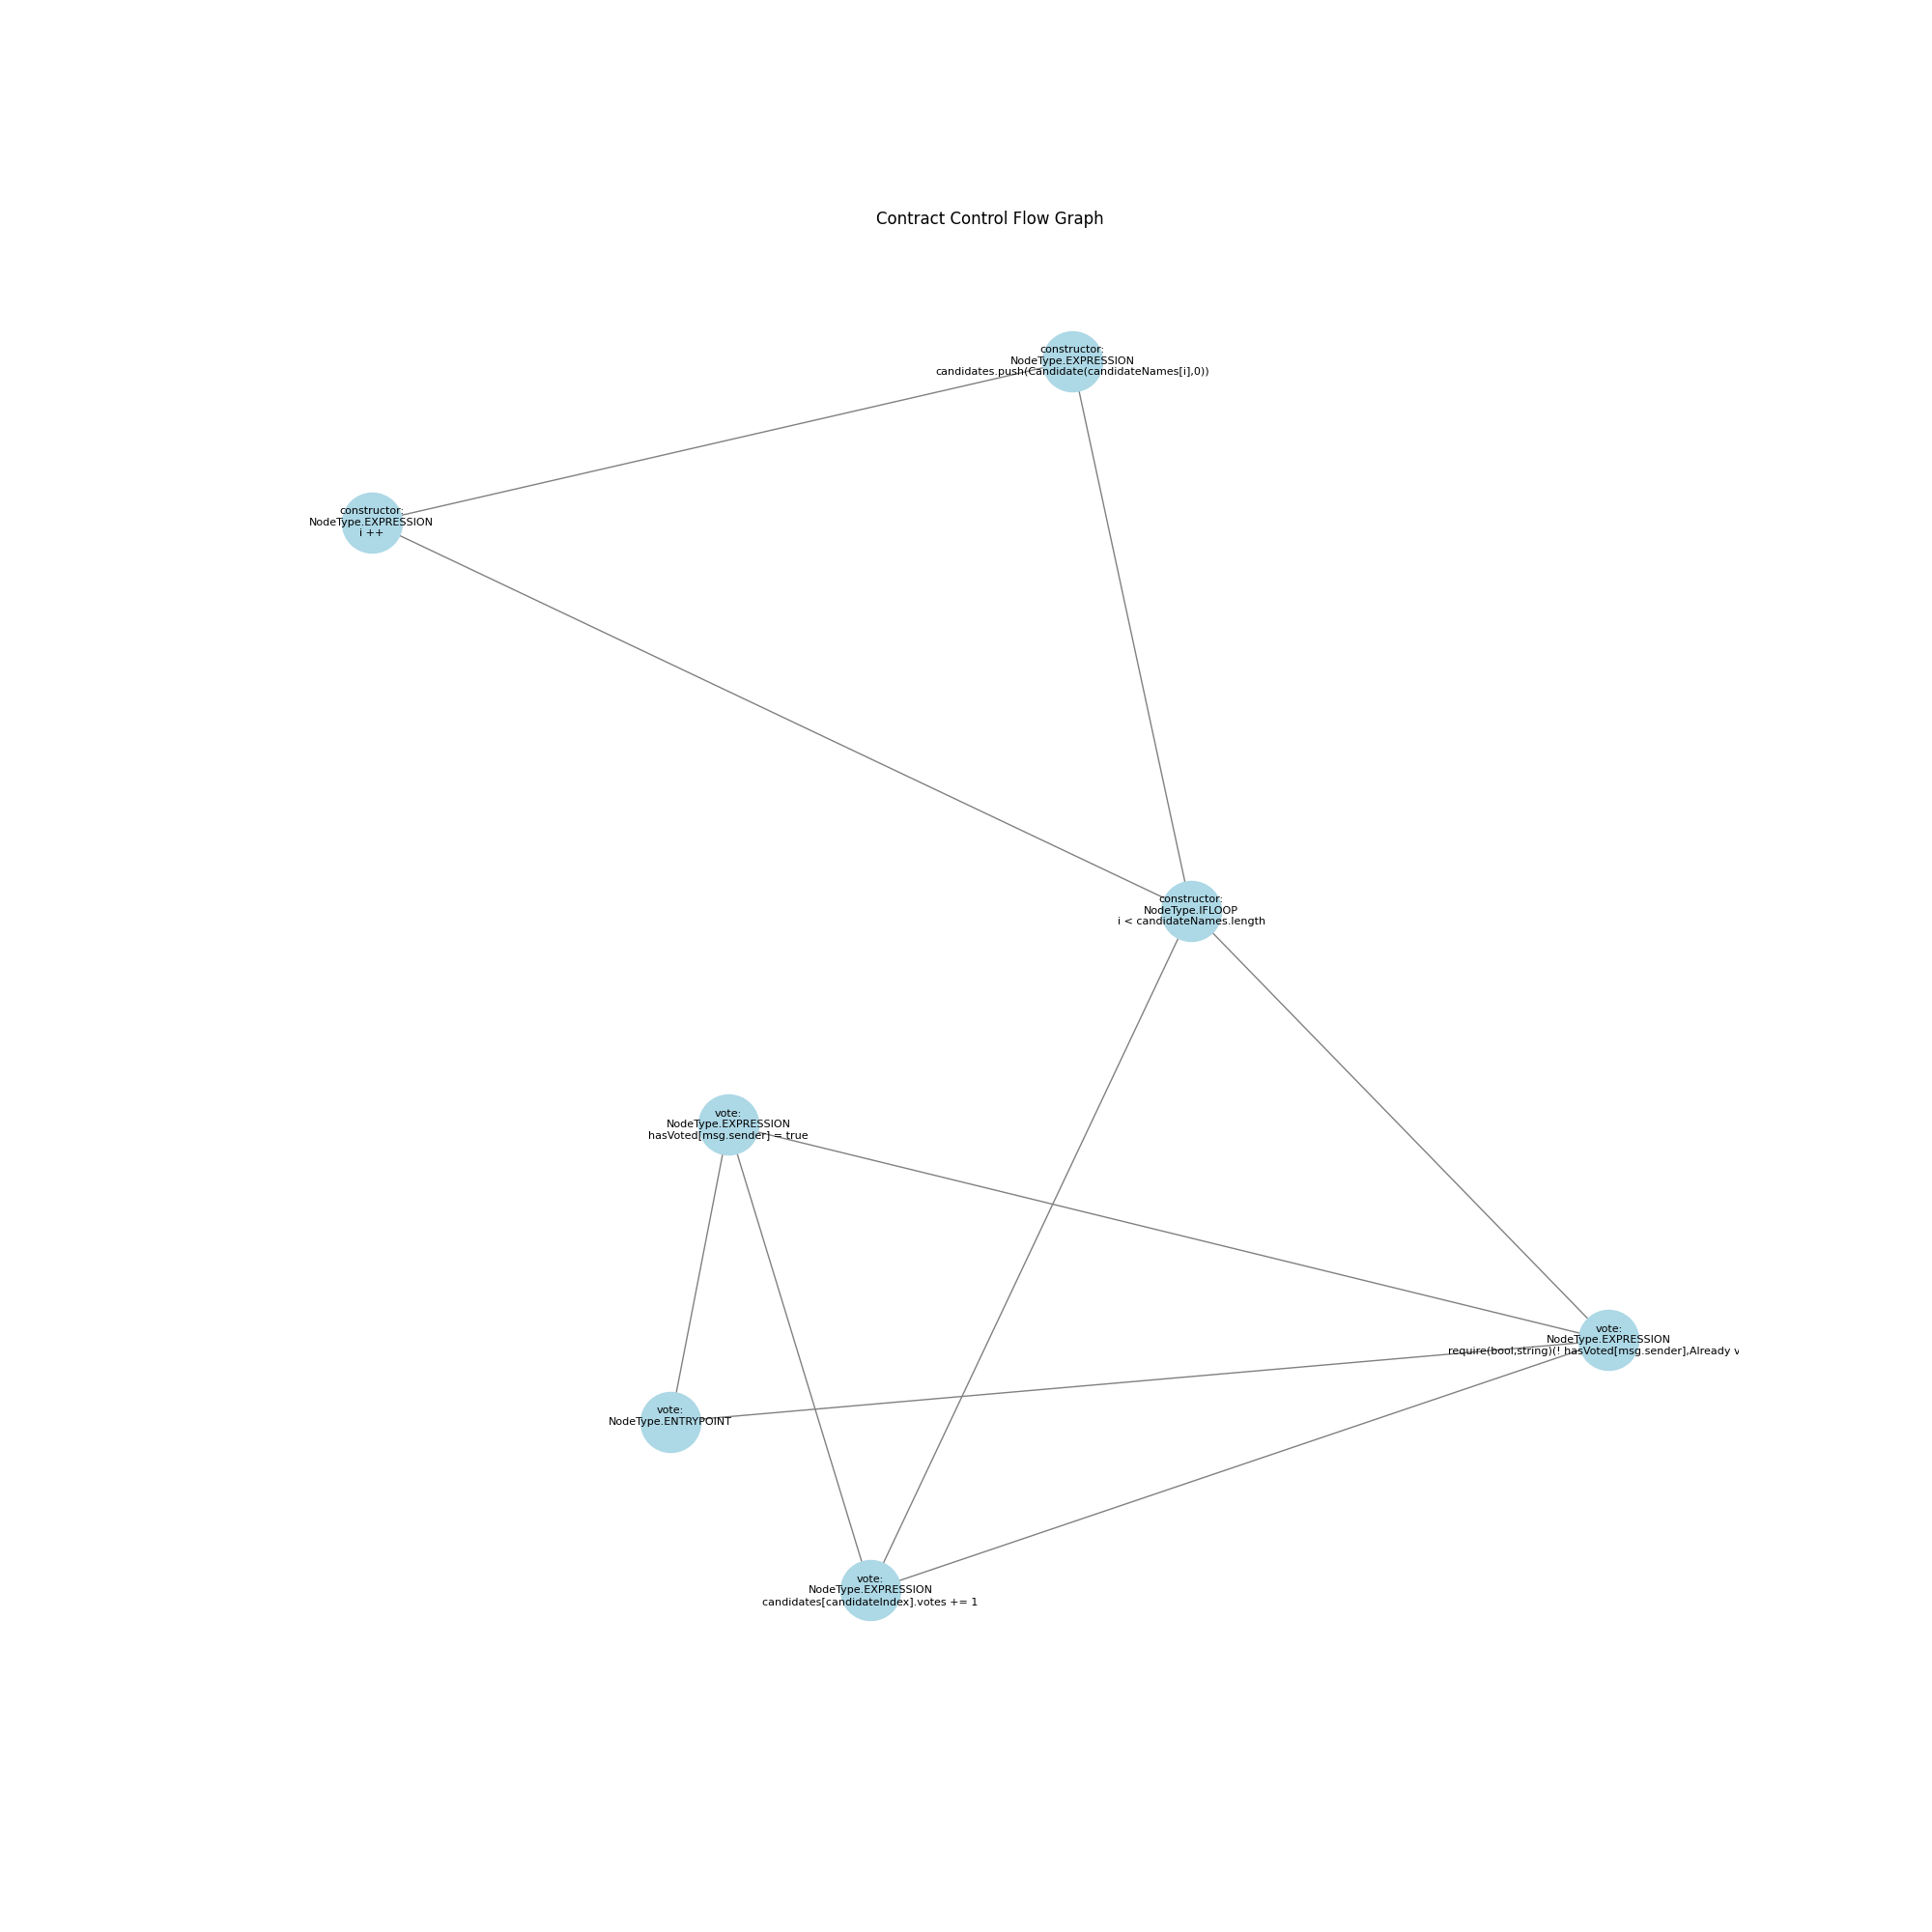 Contract Control Flow Graph
constructor:
NodeType.EXPRESSION
candidates.push(Candidate(candidateNames[i],0))
constructor:
NodeType.EXPRESSION
i ++
constructor:
NodeType.IFLOOP
i < candidateNames.length
vote:
NodeType.EXPRESSION
hasVoted[msg.sender] = true
vote:
NodeType.EXPRESSION
require(bool,string)(! hasVoted[msg.sender],Already v
vote:
NodeType.ENTRYPOINT
vote:
NodeType.EXPRESSION
candidates[candidateIndex].votes += 1